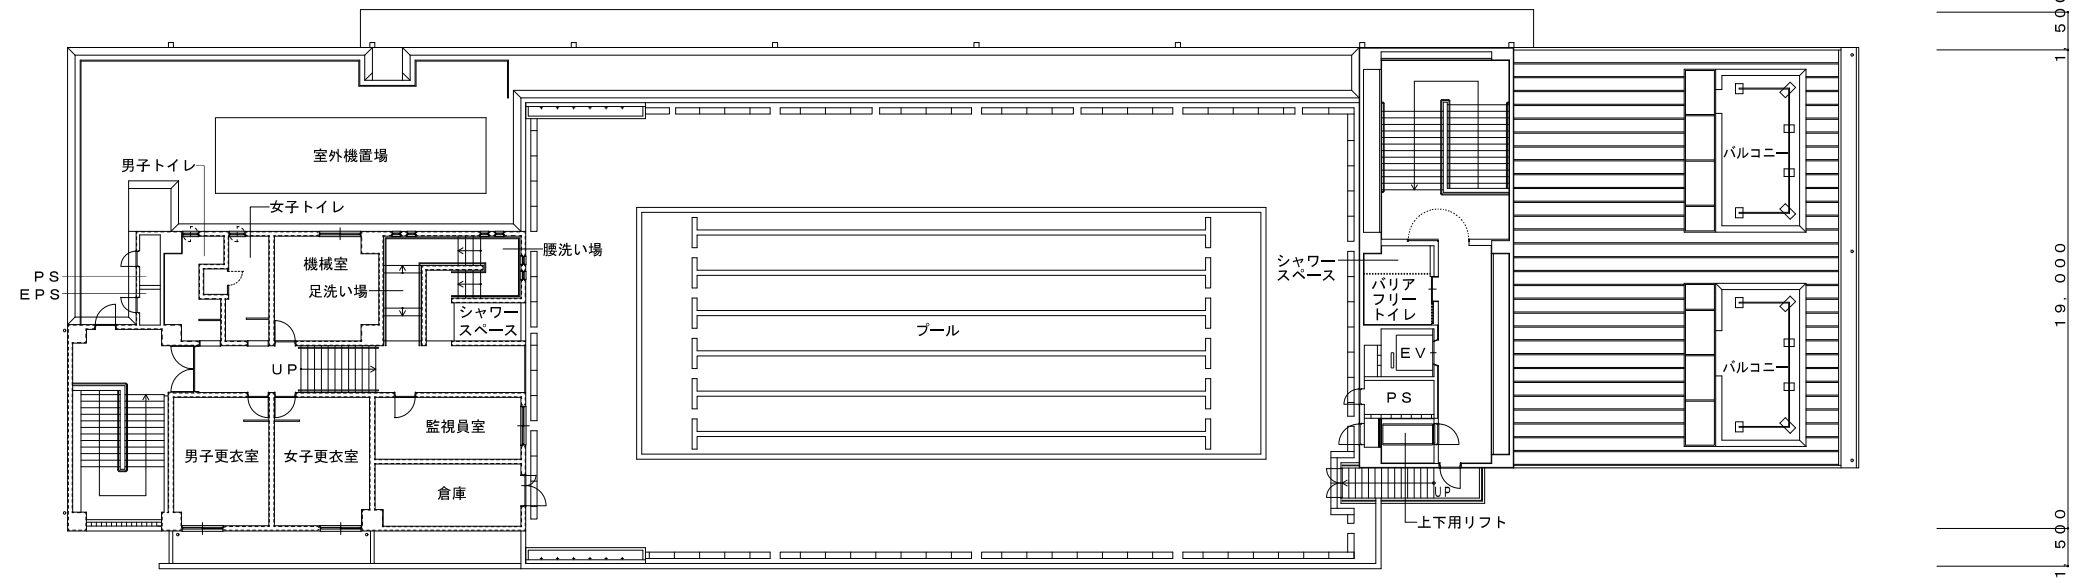 室外機置場
男子トイレ
女子トイレ
腰洗い場
機械室
PS
EPS
足洗い場
シャワー
スペース
UP
監視員室
男子更衣室
女子更衣室
倉庫
プール
シャワー
スペース
バリア
フリー
トイレ
EV
PS
UP
上下用リフト
バルコニー
バルコニー
19,000
1,500